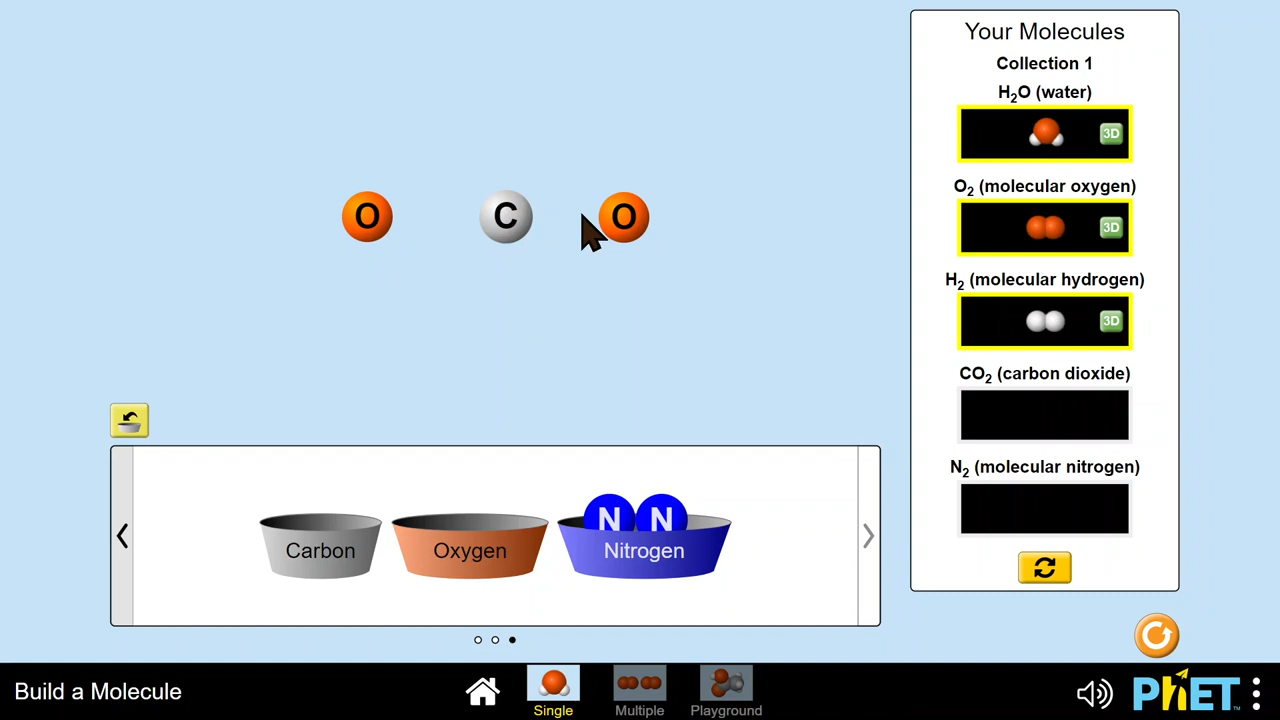 Your Molecules
Collection 1
H₂O (water)
3D
O₂ (molecular oxygen)
3D
H₂ (molecular hydrogen)
3D
CO₂ (carbon dioxide)
N₂ (molecular nitrogen)
O C O
N N
Carbon Oxygen Nitrogen
Build a Molecule
Single Multiple Playground
PhET™